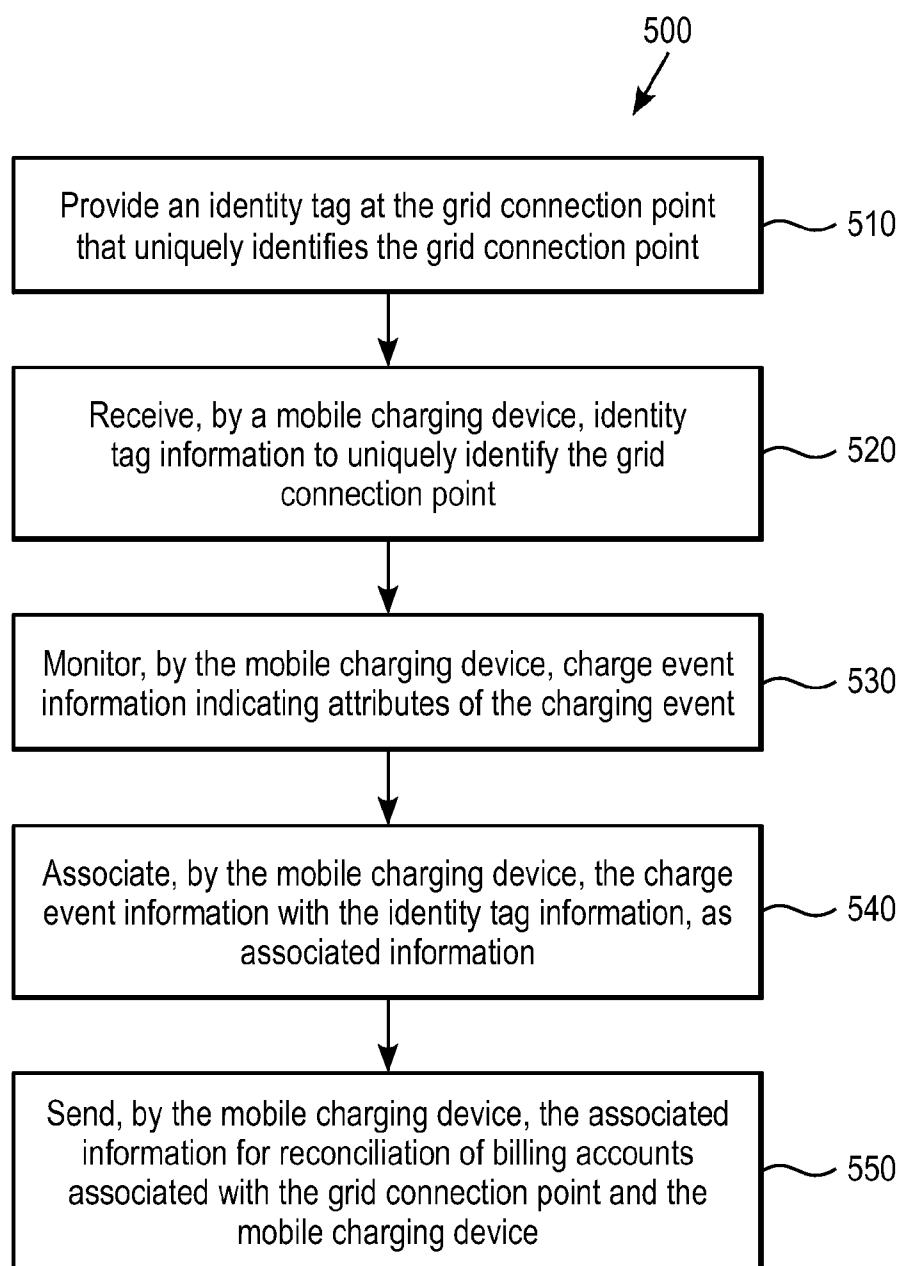 500
Provide an identity tag at the grid connection point
that uniquely identifies the grid connection point
510
Receive, by a mobile charging device, identity
tag information to uniquely identify the grid
connection point
520
Monitor, by the mobile charging device, charge event
information indicating attributes of the charging event
530
Associate, by the mobile charging device, the charge
event information with the identity tag information, as
associated information
540
Send, by the mobile charging device, the associated
information for reconciliation of billing accounts
associated with the grid connection point and the
mobile charging device
550